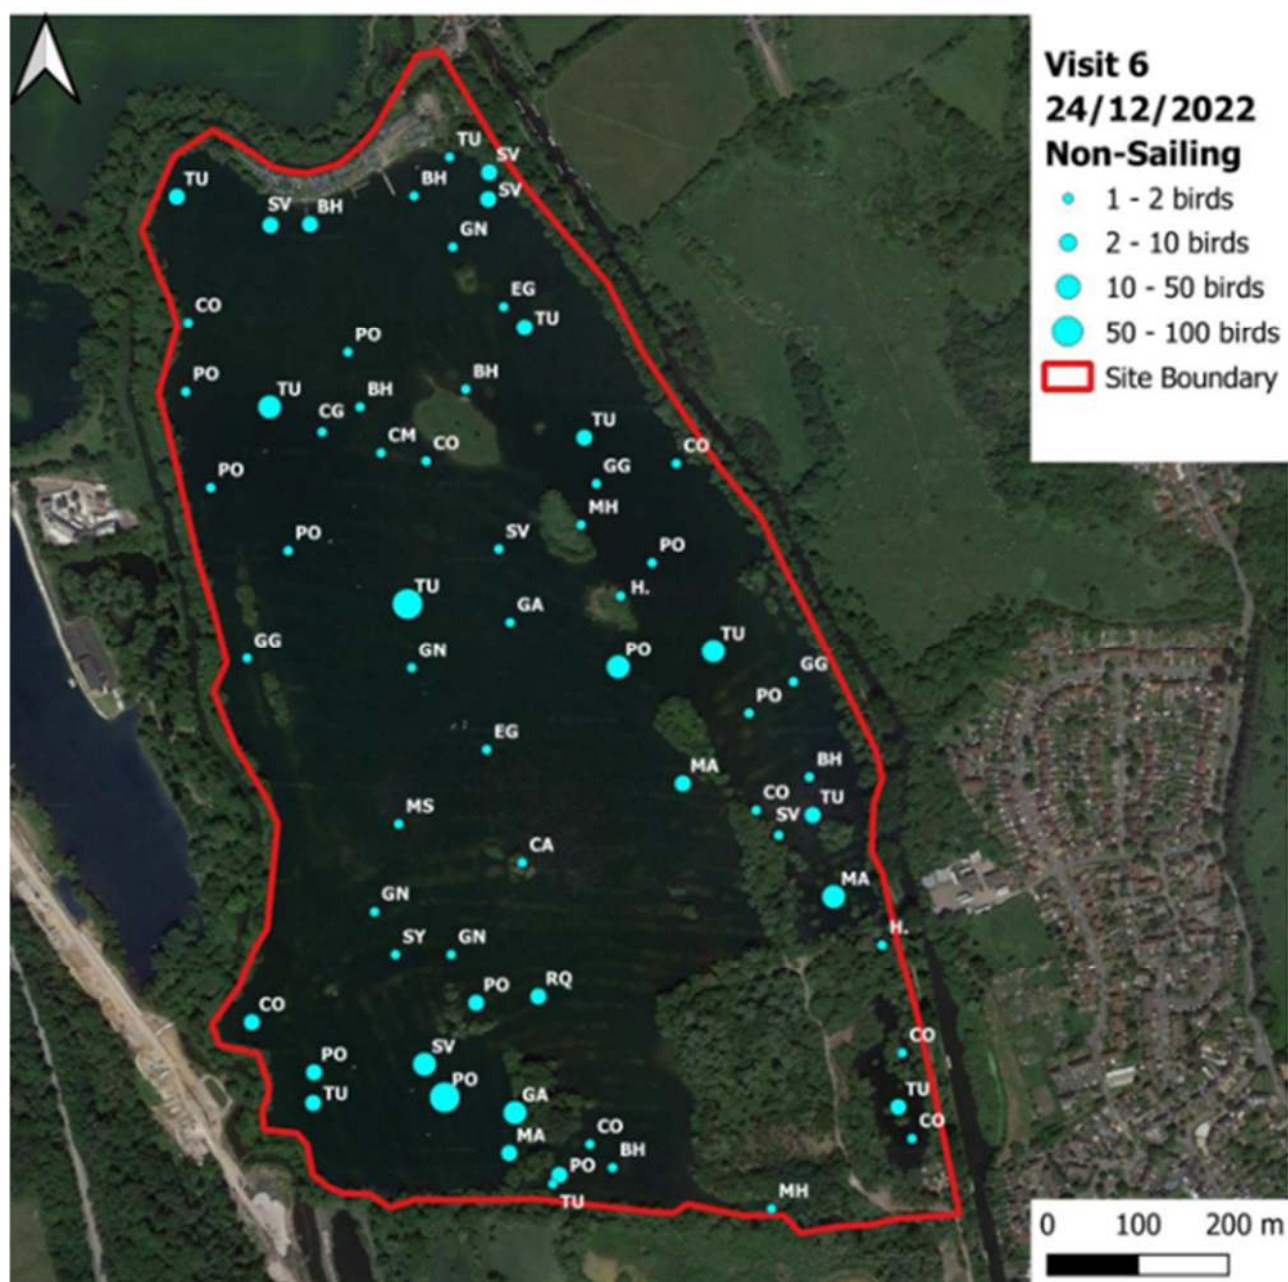 Visit 6
24/12/2022
Non-Sailing
1 - 2 birds
2 - 10 birds
10 - 50 birds
50 - 100 birds
Site Boundary
TU
SV
TU
BH
SV
SV
BH
GN
EG
CO
TU
PO
BH
PO
TU
BH
CG
TU
CM
CO
CO
GG
PO
MH
SV
PO
PO
H.
TU
GA
TU
GG
GN
PO
GG
PO
EG
BH
MA
CO
TU
MS
SV
CA
MA
GN
H.
SY
GN
PO
RQ
CO
CO
SV
PO
PO
TU
GA
TU
CO
CO
MA
BH
PO
MH
TU
0 100 200 m